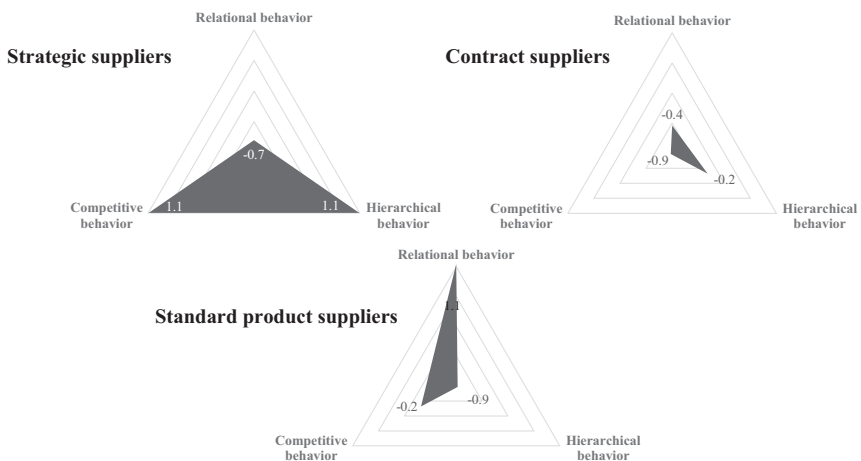 Relational behavior
Strategic suppliers
-0.7
Competitive
behavior
1.1
1.1
Hierarchical
behavior
Relational behavior
Contract suppliers
-0.4
-0.9
-0.2
Competitive
behavior
Hierarchical
behavior
Relational behavior
1.1
Standard product suppliers
-0.2
-0.9
Competitive
behavior
Hierarchical
behavior